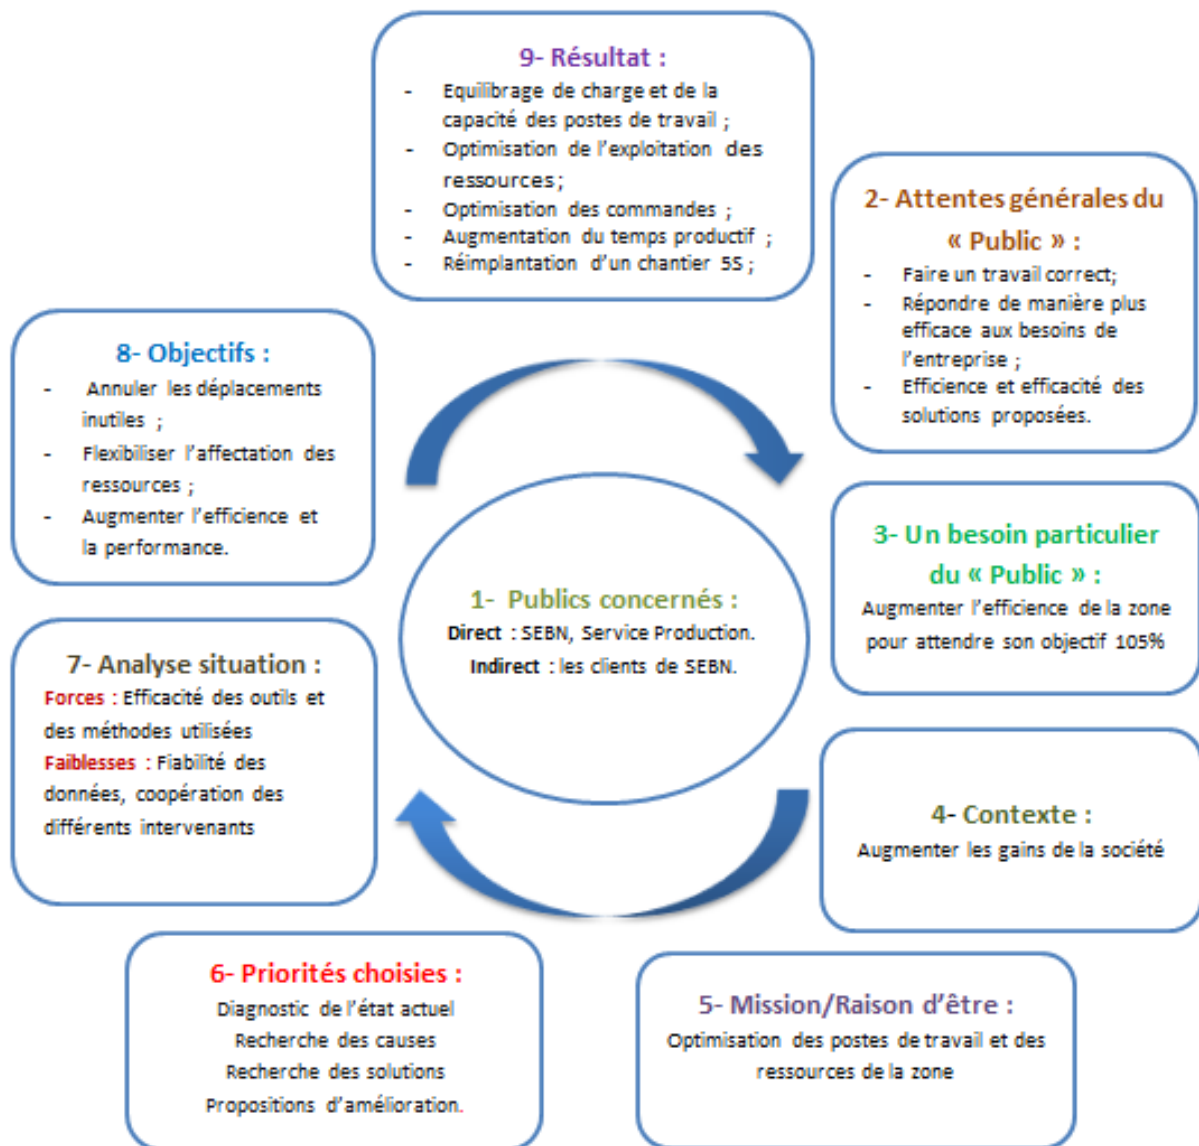 9- Résultat :
- Equilibrage de charge et de la
capacité des postes de travail ;
- Optimisation de l'exploitation des
ressources ;
- Optimisation des commandes ;
- Augmentation du temps productif ;
- Réimplantation d'un chantier 5S ;
2- Attentes générales du
« Public » :
- Faire un travail correct;
- Répondre de manière plus
efficace aux besoins de
l'entreprise ;
- Efficience et efficacité des
solutions proposées.
3- Un besoin particulier
du « Public » :
Augmenter l'efficience de la zone
pour attendre son objectif 105%
4- Contexte :
Augmenter les gains de la société
5- Mission/Raison d'être :
Optimisation des postes de travail et des
ressources de la zone
6- Priorités choisies :
Diagnostic de l'état actuel
Recherche des causes
Recherche des solutions
Propositions d'amélioration.
7- Analyse situation :
Forces : Efficacité des outils et
des méthodes utilisées
Faiblesses : Fiabilité des
données, coopération des
différents intervenants
8- Objectifs :
- Annuler les déplacements
inutiles ;
- Flexibiliser l'affectation des
ressources ;
- Augmenter l'efficience et
la performance.
1- Publics concernés :
Direct : SEBN, Service Production.
Indirect : les clients de SEBN.